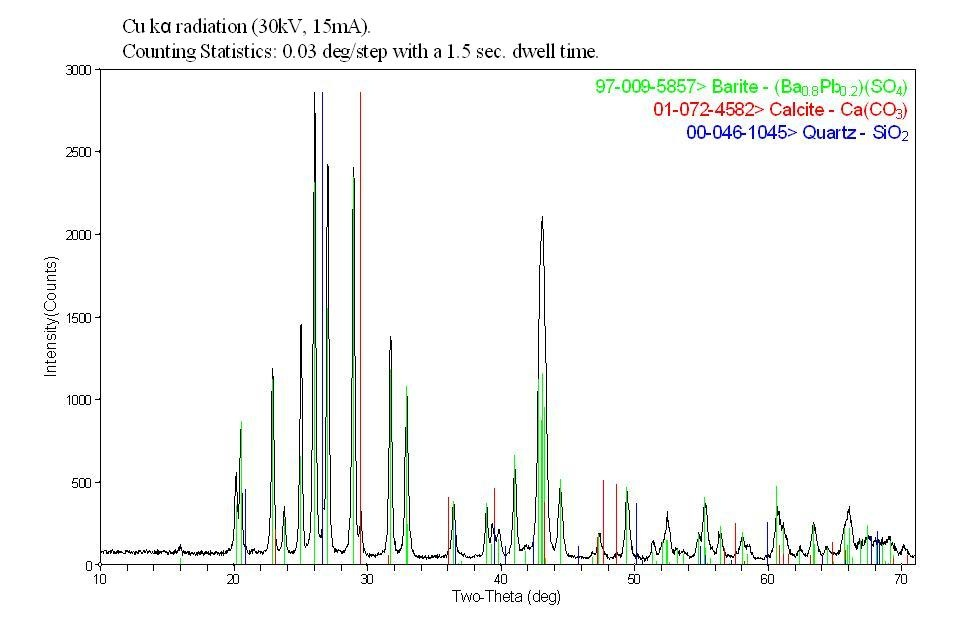 Cu kα radiation (30kV, 15mA).
Counting Statistics: 0.03 deg/step with a 1.5 sec. dwell time.
3000
97-009-5857> Barite - (Ba0.8Pb0.2)(SO4)
01-072-4582> Calcite - Ca(CO3)
00-046-1045> Quartz - SiO2
2500
2000
1500
1000
500
0
Intensity(Counts)
10 20 30 40 50 60 70
Two-Theta (deg)